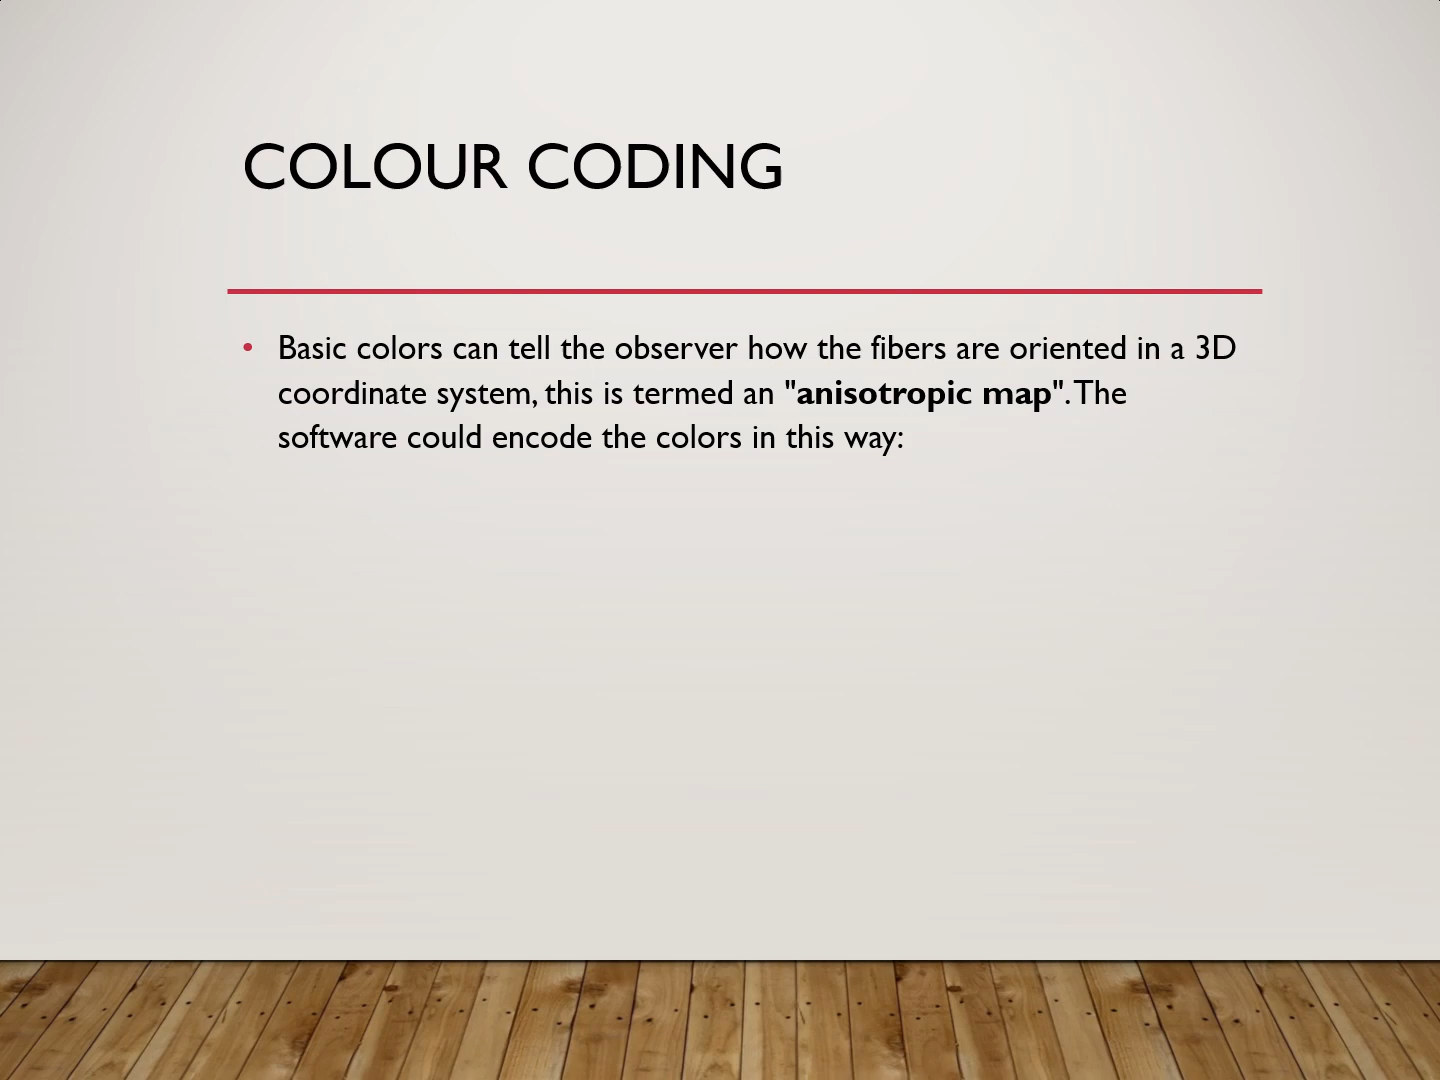 COLOUR CODING
• Basic colors can tell the observer how the fibers are oriented in a 3D
coordinate system, this is termed an "anisotropic map". The
software could encode the colors in this way: